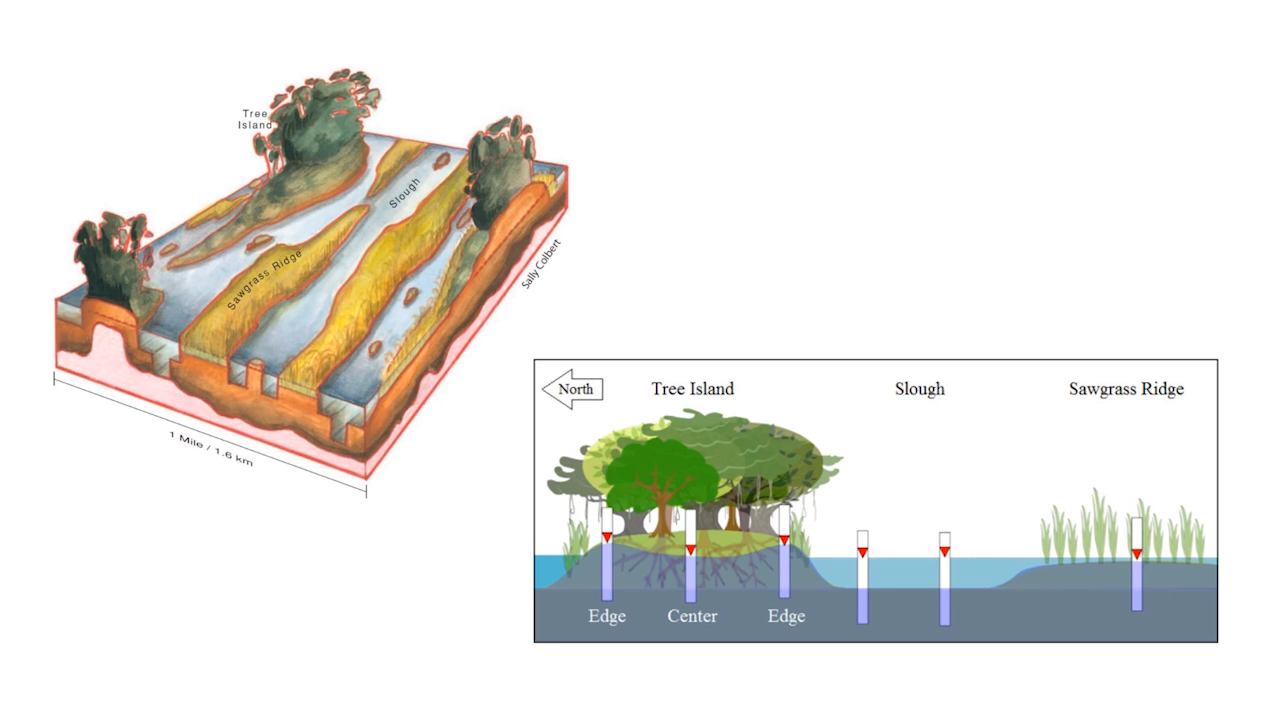 Tree
Island
Slough
Sawgrass Ridge
Sally Colbert
1 Mile / 1.6 km
North
Tree Island
Slough
Sawgrass Ridge
Edge
Center
Edge